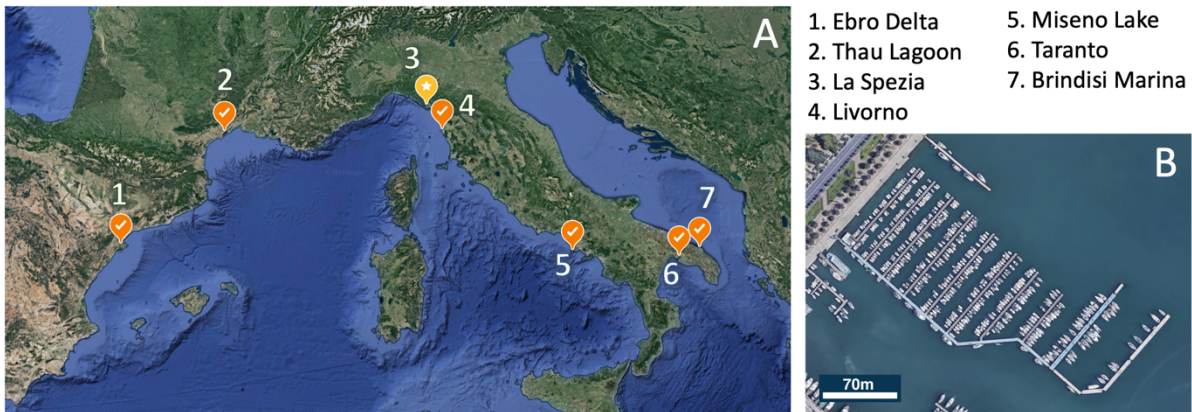 A
1
2
3
4
5
6
7
1. Ebro Delta
2. Thau Lagoon
3. La Spezia
4. Livorno
5. Miseno Lake
6. Taranto
7. Brindisi Marina
B
70m